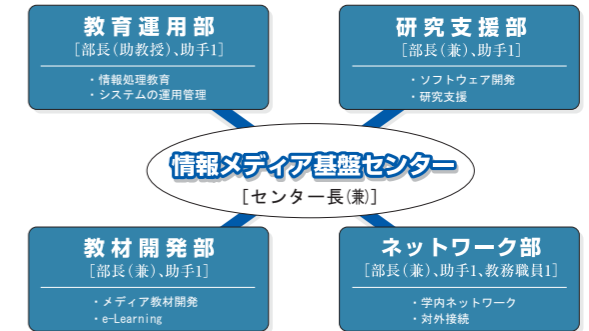 教育運用部
［部長（助教授）、助手1］
・情報処理教育
・システムの運用管理
研究支援部
［部長（兼）、助手1］
・ソフトウェア開発
・研究支援
情報メディア基盤センター
［センター長（兼）］
教材開発部
［部長（兼）、助手1］
・メディア教材開発
・e-Learning
ネットワーク部
［部長（兼）、助手1、教務職員1］
・学内ネットワーク
・対外接続